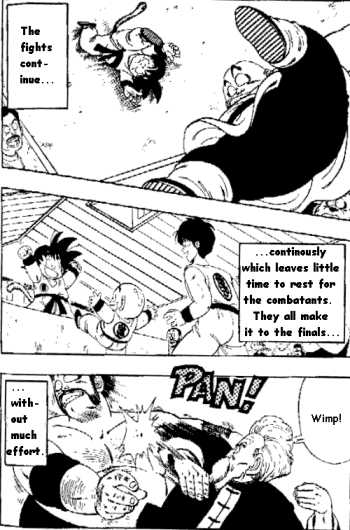 The
fights
cont-
inue...
...continously
which leaves little
time to rest for
the combatants.
They all make
it to the finals...
PAN!
...
with-
out
much
effort.
Wimp!